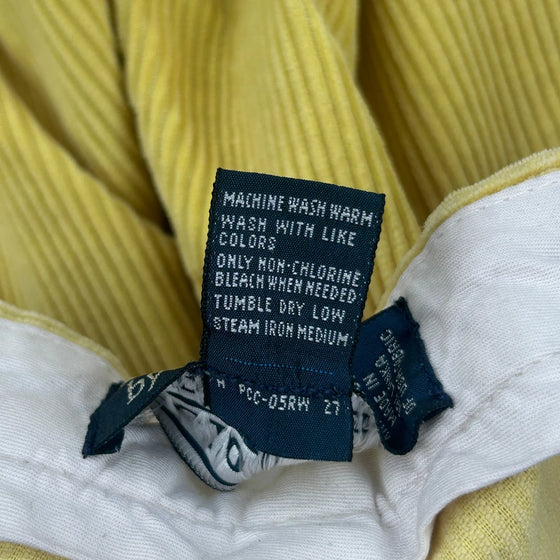 MACHINE WASH WARM
WASH WITH LIKE
COLORS
ONLY NON-CHLORINE
BLEACH WHEN NEEDED
TUMBLE DRY LOW
STEAM IRON MEDIUM
PCC-05RW 27